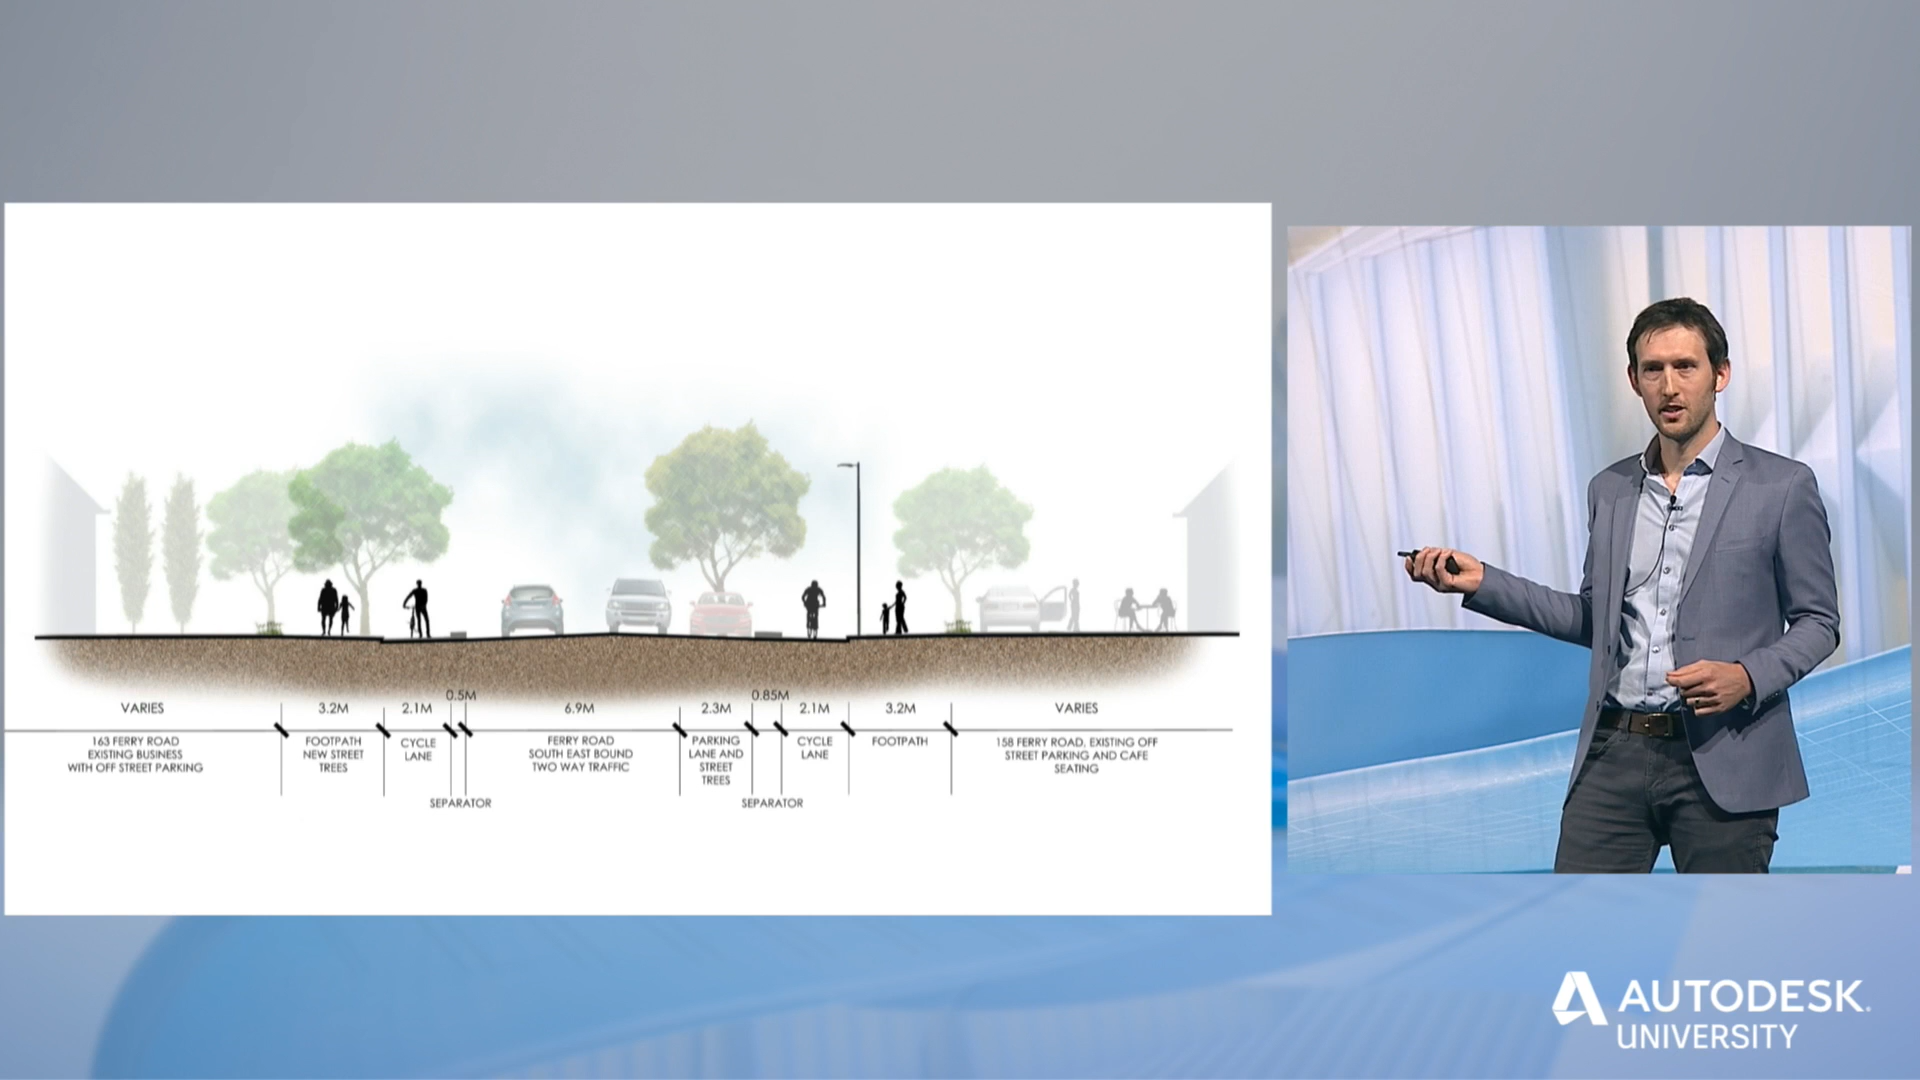 0.5M
0.85M
VARIES
3.2M
2.1M
6.9M
2.3M
2.1M
3.2M
VARIES
163 FERRY ROAD
EXISTING BUSINESS
WITH OFF STREET PARKING
FOOTPATH
NEW STREET
TREES
CYCLE
LANE
SEPARATOR
FERRY ROAD
SOUTH EAST BOUND
TWO WAY TRAFFIC
PARKING
LANE AND
STREET
TREES
SEPARATOR
CYCLE
LANE
FOOTPATH
158 FERRY ROAD, EXISTING OFF
STREET PARKING AND CAFE
SEATING
AUTODESK.
UNIVERSITY